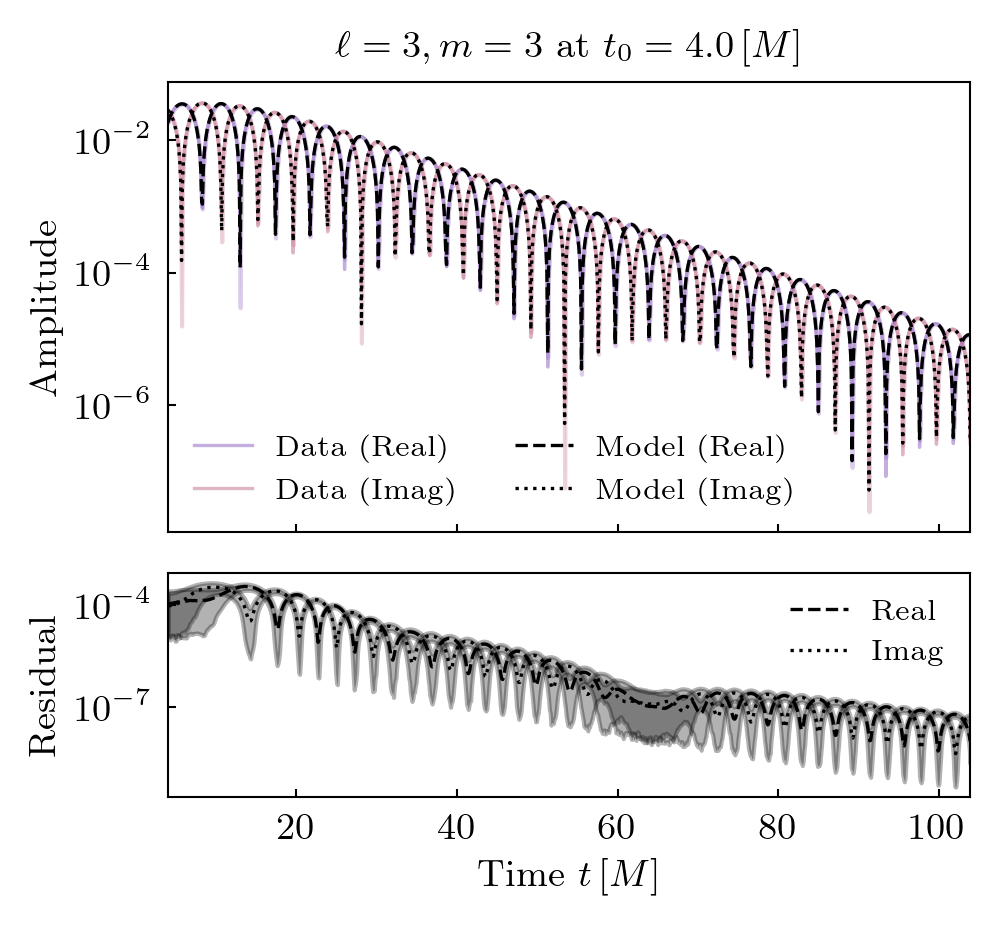 ℓ = 3, m = 3 at t₀ = 4.0 [M]
Amplitude
10⁻²
10⁻⁴
10⁻⁶
Data (Real)
Data (Imag)
Model (Real)
Model (Imag)
Residual
10⁻⁴
10⁻⁷
Real
Imag
20 40 60 80 100
Time t [M]